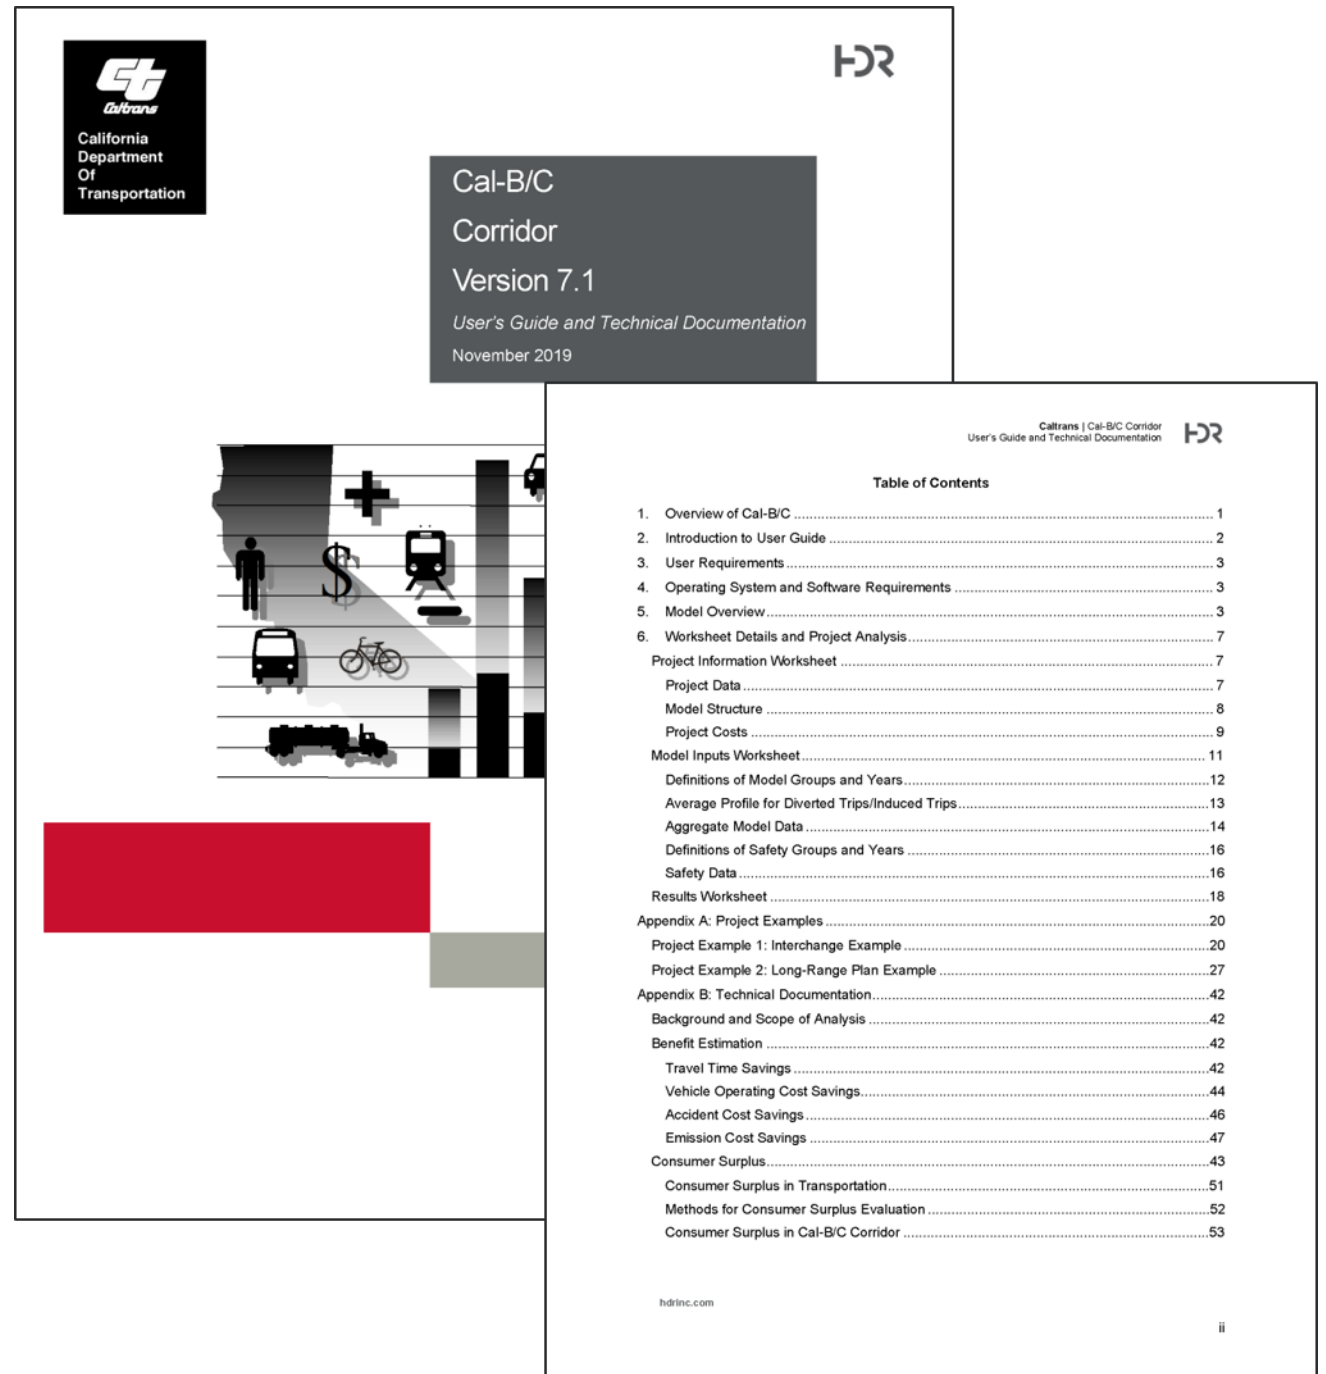 Caltrans
California
Department
Of
Transportation
HDR
Cal-B/C
Corridor
Version 7.1
User's Guide and Technical Documentation
November 2019
$
Caltrans | Cal-B/C Corridor
User's Guide and Technical Documentation
HDR
Table of Contents
1. Overview of Cal-B/C 1
2. Introduction to User Guide 2
3. User Requirements 3
4. Operating System and Software Requirements 3
5. Model Overview 3
6. Worksheet Details and Project Analysis 7
Project Information Worksheet 7
Project Data 7
Model Structure 8
Project Costs 9
Model Inputs Worksheet 11
Definitions of Model Groups and Years 12
Average Profile for Diverted Trips/Induced Trips 13
Aggregate Model Data 14
Definitions of Safety Groups and Years 16
Safety Data 16
Results Worksheet 18
Appendix A: Project Examples 20
Project Example 1: Interchange Example 20
Project Example 2: Long-Range Plan Example 27
Appendix B: Technical Documentation 42
Background and Scope of Analysis 42
Benefit Estimation 42
Travel Time Savings 42
Vehicle Operating Cost Savings 44
Accident Cost Savings 46
Emission Cost Savings 47
Consumer Surplus 43
Consumer Surplus in Transportation 51
Methods for Consumer Surplus Evaluation 52
Consumer Surplus in Cal-B/C Corridor 53
hdrinc.com
ii